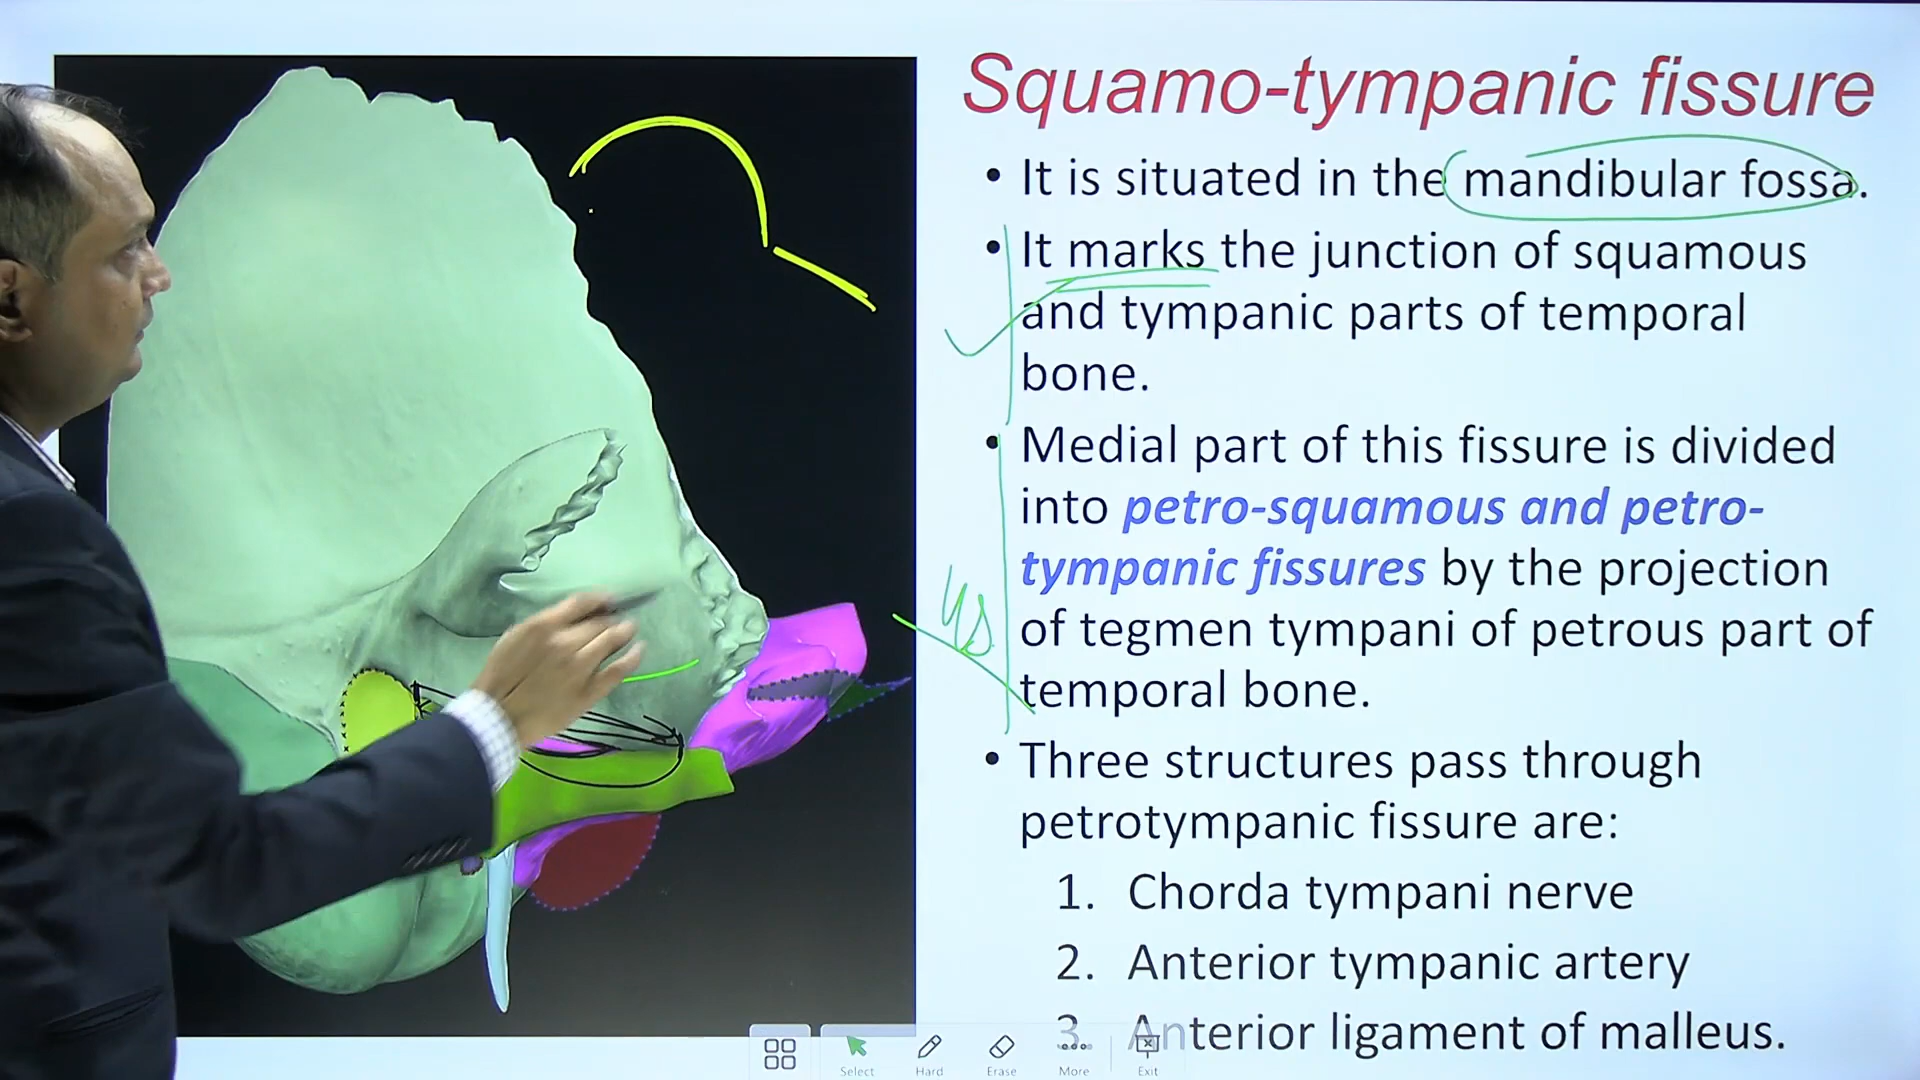 Squamo-tympanic fissure
• It is situated in the mandibular fossa.
• It marks the junction of squamous
and tympanic parts of temporal
bone.
• Medial part of this fissure is divided
into petro-squamous and petro-
tympanic fissures by the projection
of tegmen tympani of petrous part of
temporal bone.
• Three structures pass through
petrotympanic fissure are:
1. Chorda tympani nerve
2. Anterior tympanic artery
3. Anterior ligament of malleus.
Select Hard Erase More Exit